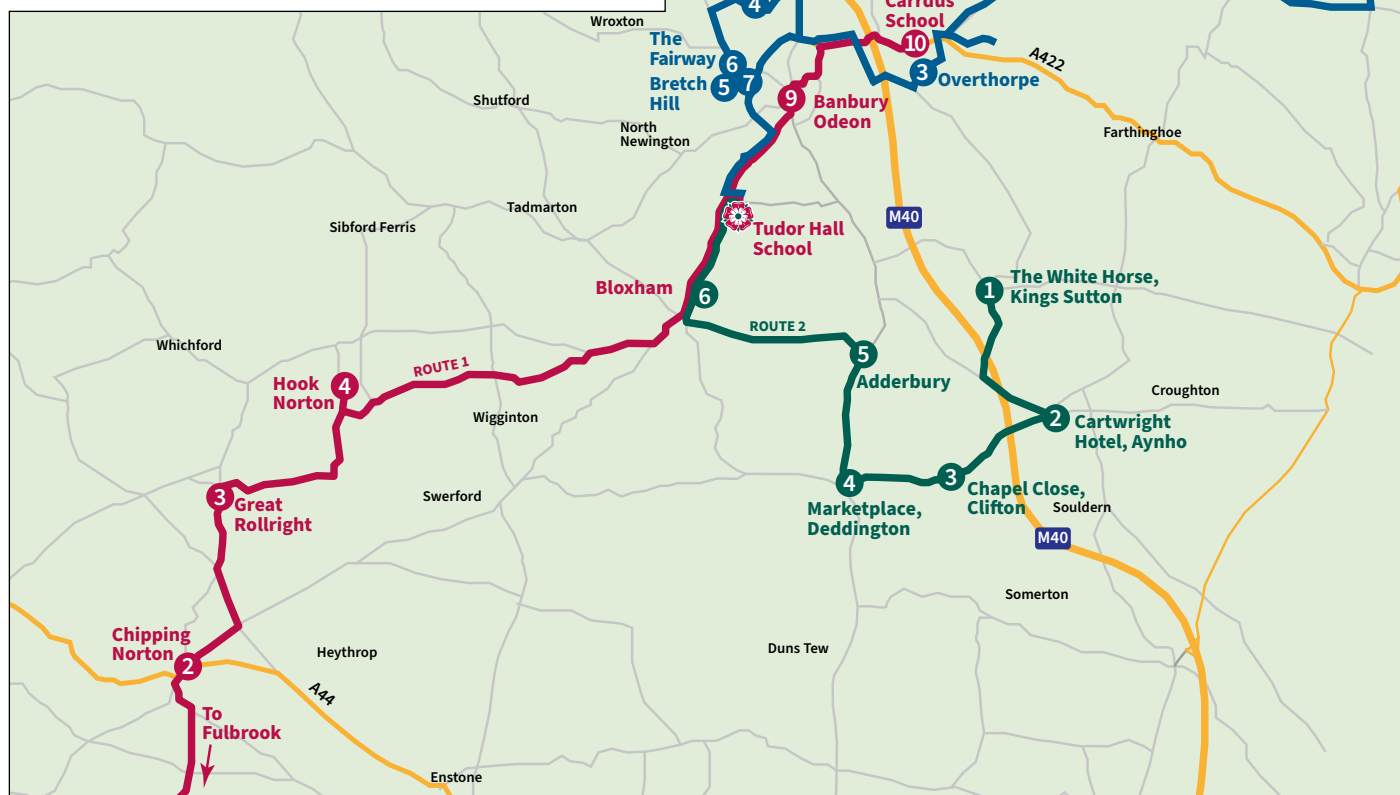 4
Carrdus
School
Wroxton
The
Fairway
6
10
A422
Bretch
Hill
5
7
3
Overthorpe
Shutford
9
Banbury
Odeon
North
Newington
Farthinghoe
Tadmarton
Sibford Ferris
M40
Tudor Hall
School
Bloxham
6
1
The White Horse,
Kings Sutton
ROUTE 2
Whichford
5
Adderbury
ROUTE 1
Hook
Norton
4
Croughton
Wigginton
2
Cartwright
Hotel, Aynho
Swerford
3
Great
Rollright
4
Marketplace,
Deddington
3
Chapel Close,
Clifton
Souldern
M40
Somerton
Chipping
Norton
2
Heythrop
Duns Tew
A44
To
Fulbrook
Enstone